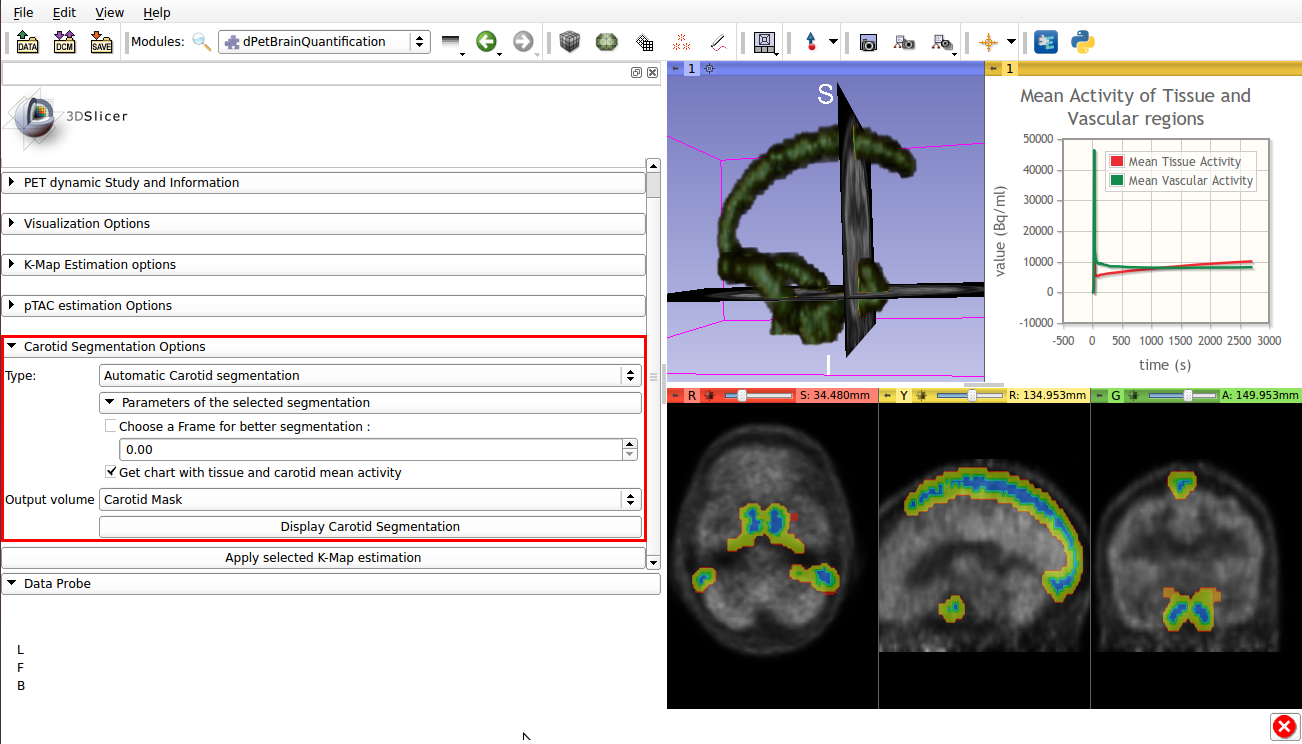 File Edit View Help
DATA DCM SAVE Modules: dPetBrainQuantification
3DSlicer
PET dynamic Study and Information
Visualization Options
K-Map Estimation options
pTAC estimation Options
Carotid Segmentation Options
Type: Automatic Carotid segmentation
Parameters of the selected segmentation
Choose a Frame for better segmentation :
0.00
Get chart with tissue and carotid mean activity
Output volume Carotid Mask
Display Carotid Segmentation
Apply selected K-Map estimation
Data Probe
L
F
B
1
S
I
1
Mean Activity of Tissue and
Vascular regions
Mean Tissue Activity
Mean Vascular Activity
value (Bq/ml)
50000
40000
30000
20000
10000
0
-10000
-500 0 500 1000 1500 2000 2500 3000
time (s)
R S: 34.480mm
Y R: 134.953mm
G A: 149.953mm